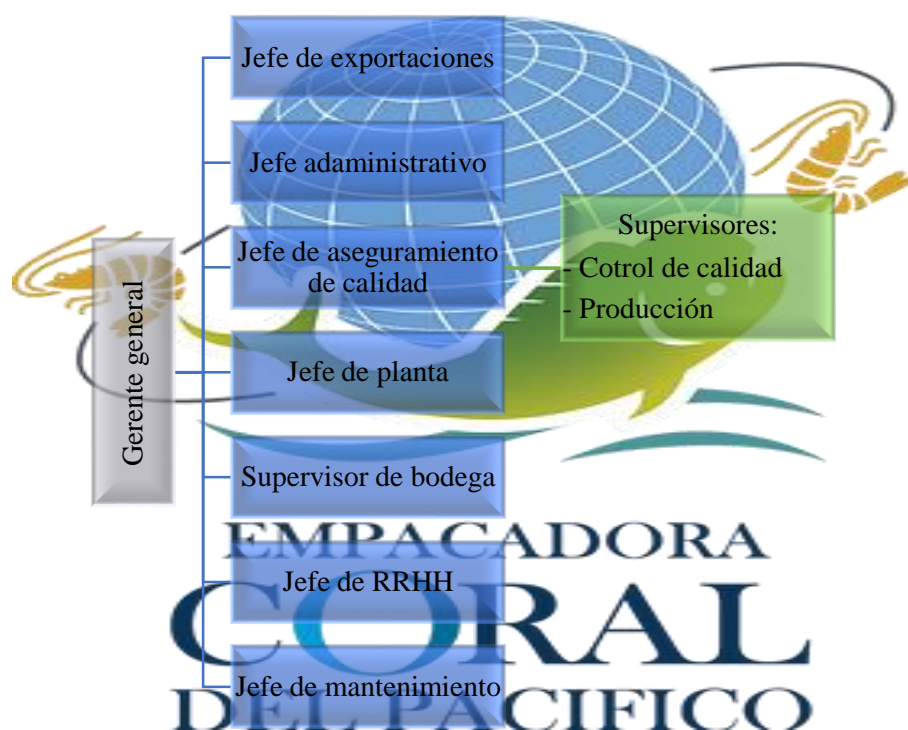 Gerente general
Jefe de exportaciones
Jefe adaministrativo
Jefe de aseguramiento
de calidad
Supervisores:
- Cotrol de calidad
- Producción
Jefe de planta
Supervisor de bodega
Jefe de RRHH
Jefe de mantenimiento
EMPACADORA
CORAL
DEL PACIFICO